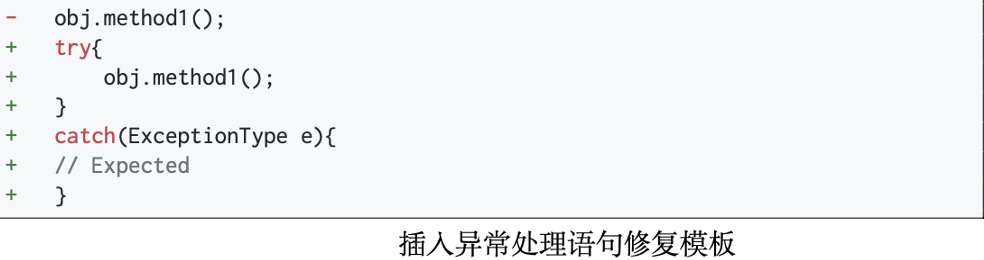 -   obj.method1();
+   try{
+       obj.method1();
+   }
+   catch(ExceptionType e){
+   // Expected
+   }
插入异常处理语句修复模板